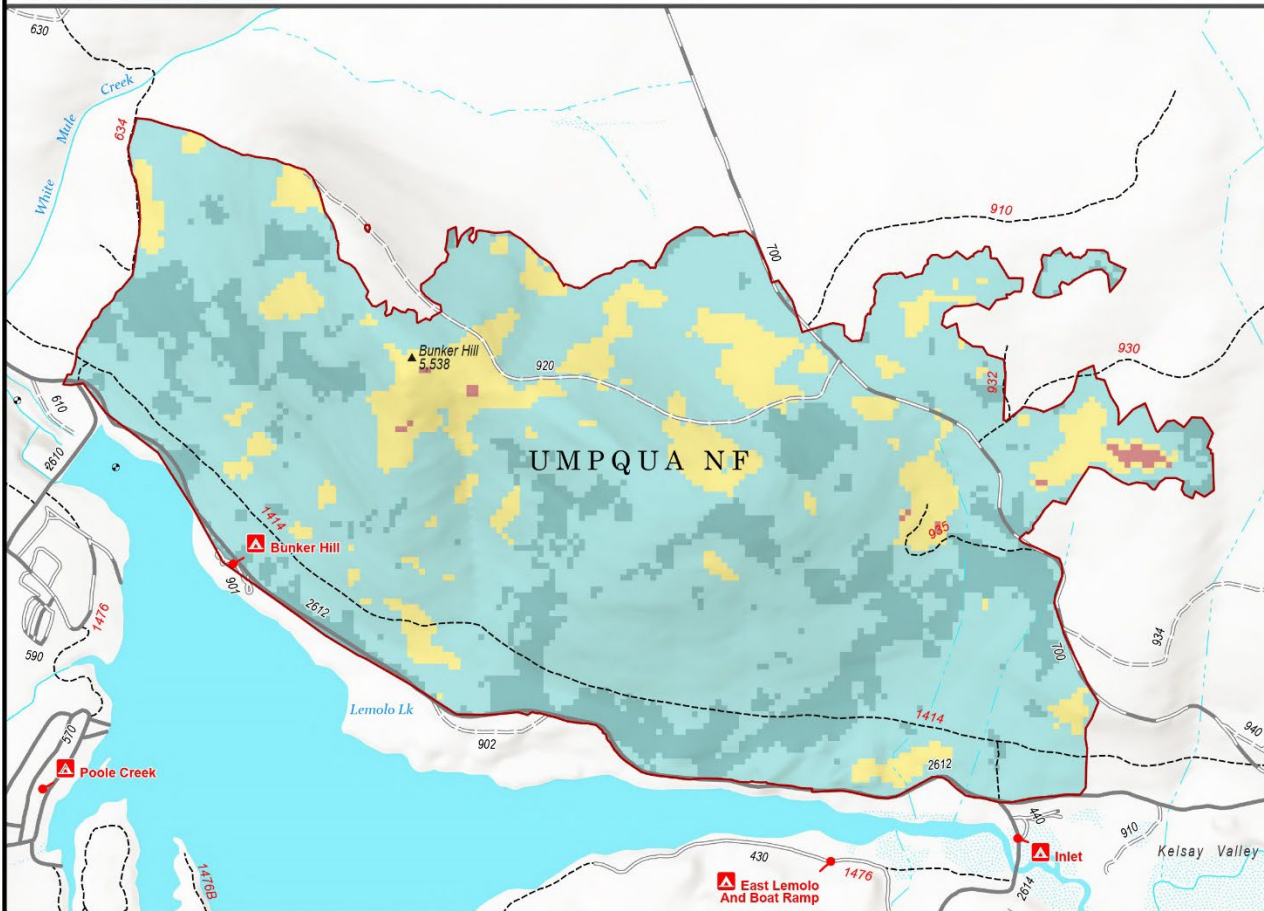 630
Creek
Mule
White
634
910
700
Bunker Hill
5,538
920
930
932
610
2610
UMPQUA NF
935
1414
Bunker Hill
901
2612
1476
590
934
700
Lemolo Lk
902
1414
940
570
Poole Creek
2612
440
910
Kelsay Valley
Inlet
430
1476
East Lemolo
And Boat Ramp
1476B
2614